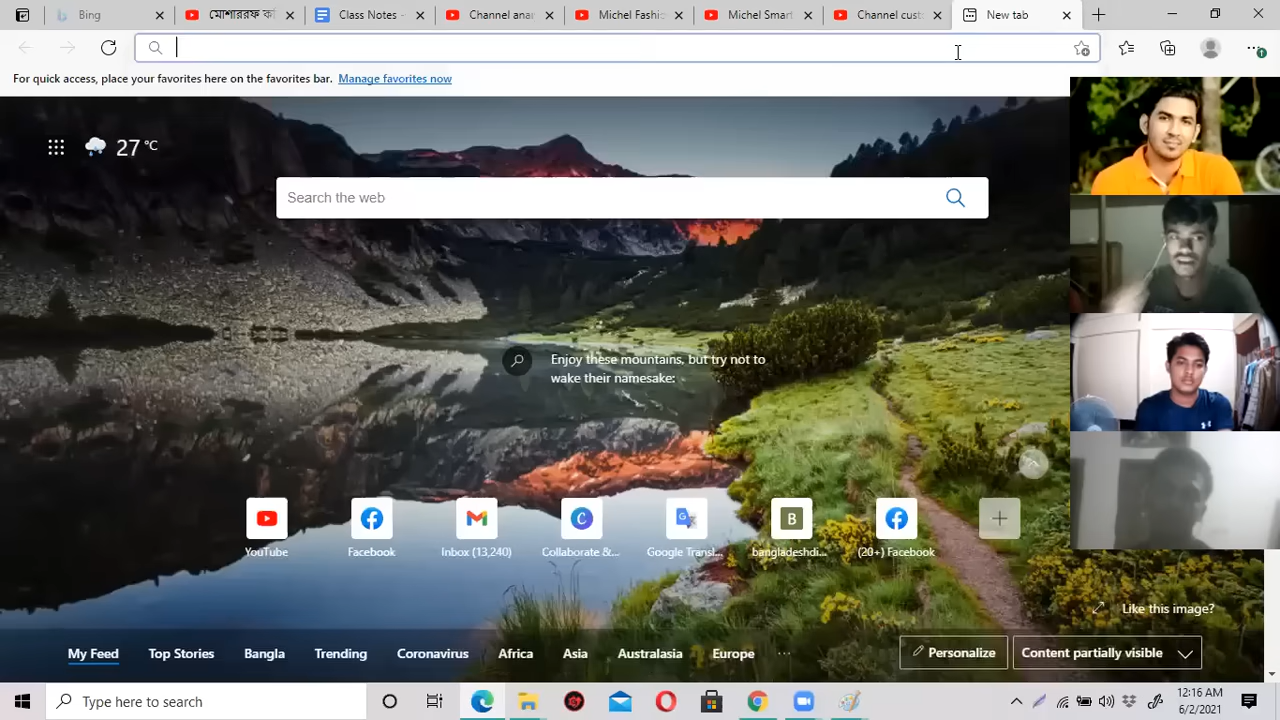 Bing
মোশাররফ কা
Class Notes -
Channel anar
Michel Fashi
Michel Smart
Channel cust
New tab
For quick access, place your favorites here on the favorites bar. Manage favorites now
27 °C
Search the web
Enjoy these mountains, but try not to
wake their namesake:
YouTube
Facebook
Inbox (13,240)
Collaborate &...
Google Transl...
bangladeshdi...
(20+) Facebook
Like this image?
My Feed
Top Stories
Bangla
Trending
Coronavirus
Africa
Asia
Australasia
Europe
...
Personalize
Content partially visible
Type here to search
12:16 AM
6/2/2021